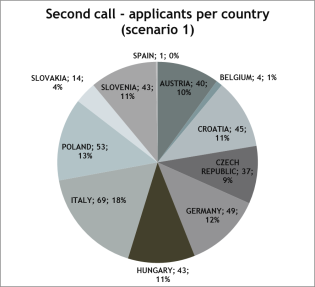 Second call - applicants per country
(scenario 1)
SPAIN; 1; 0%
AUSTRIA; 40;
10%
BELGIUM; 4; 1%
CROATIA; 45;
11%
CZECH
REPUBLIC; 37;
9%
GERMANY; 49;
12%
HUNGARY; 43;
11%
ITALY; 69; 18%
POLAND; 53;
13%
SLOVAKIA; 14;
4%
SLOVENIA; 43;
11%